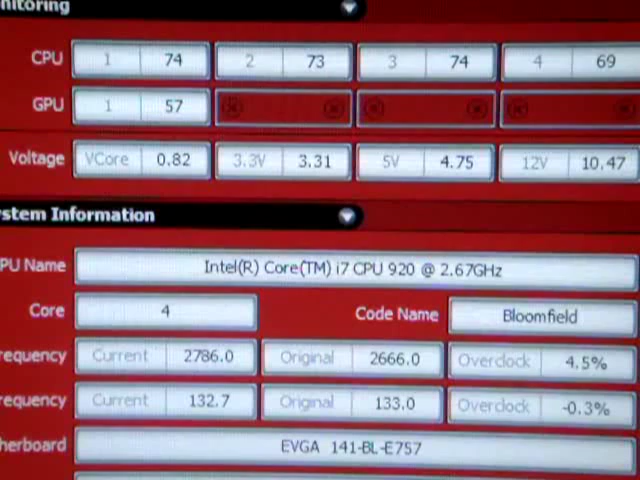 nitoring
CPU 1 74 2 73 3 74 4 69
GPU 1 57
Voltage VCore 0.82 3.3V 3.31 5V 4.75 12V 10.47
stem Information
PU Name Intel(R) Core(TM) i7 CPU 920 @ 2.67GHz
Core 4 Code Name Bloomfield
requency Current 2786.0 Original 2666.0 Overclock 4.5%
requency Current 132.7 Original 133.0 Overclock -0.3%
herboard EVGA 141-BL-E757